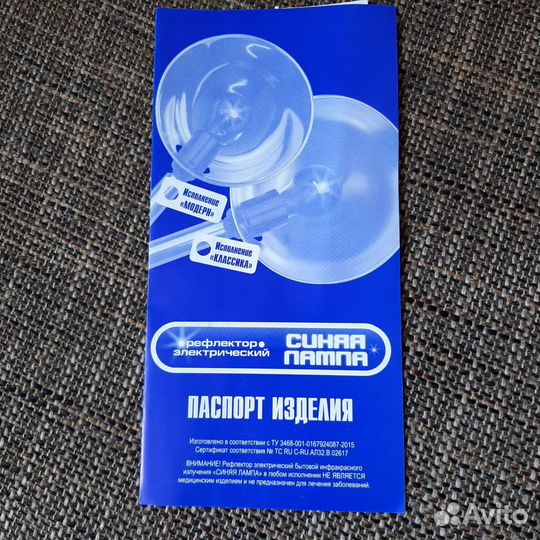 Исполнение
«МОДЕРН»
Исполнение
«КЛАССИКА»
•рефлектор•
электрический
СИНЯЯ
ЛАМПА
ПАСПОРТ ИЗДЕЛИЯ
Изготовлено в соответствии с ТУ 3468-001-0167924087-2015
Сертификат соответствия № ТС RU C-RU.АЛ32.В.02617
ВНИМАНИЕ! Рефлектор электрический бытовой инфракрасного
излучения «СИНЯЯ ЛАМПА» в любом исполнении НЕ ЯВЛЯЕТСЯ
медицинским изделием и не предназначен для лечения заболеваний.
Avito